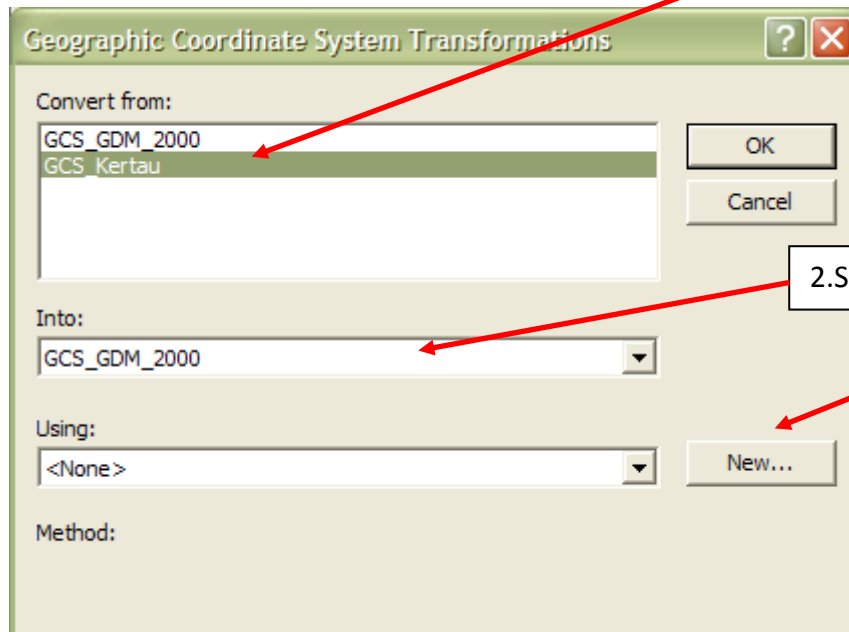 Geographic Coordinate System Transformations
Convert from:
GCS_GDM_2000
GCS_Kertau
OK
Cancel
2.S
Into:
GCS_GDM_2000
Using:
<None>
New...
Method: